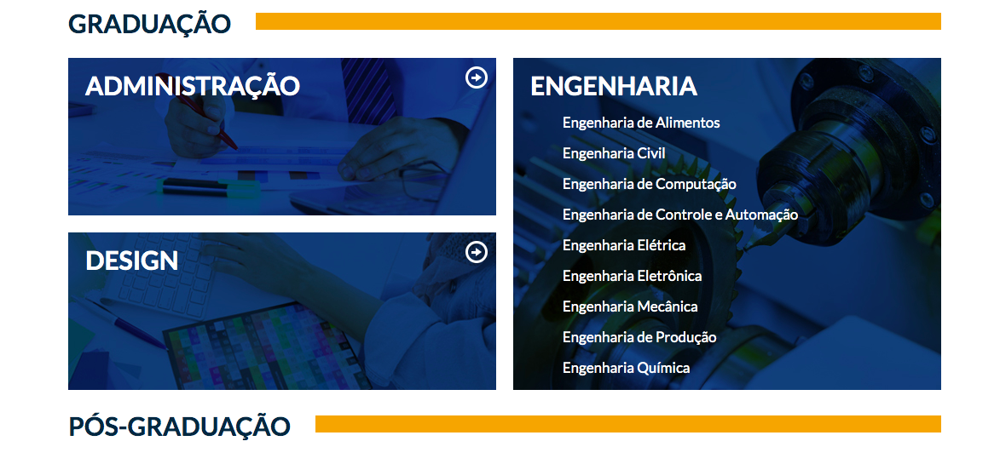 GRADUAÇÃO
ADMINISTRAÇÃO
DESIGN
ENGENHARIA
Engenharia de Alimentos
Engenharia Civil
Engenharia de Computação
Engenharia de Controle e Automação
Engenharia Elétrica
Engenharia Eletrônica
Engenharia Mecânica
Engenharia de Produção
Engenharia Química
PÓS-GRADUAÇÃO